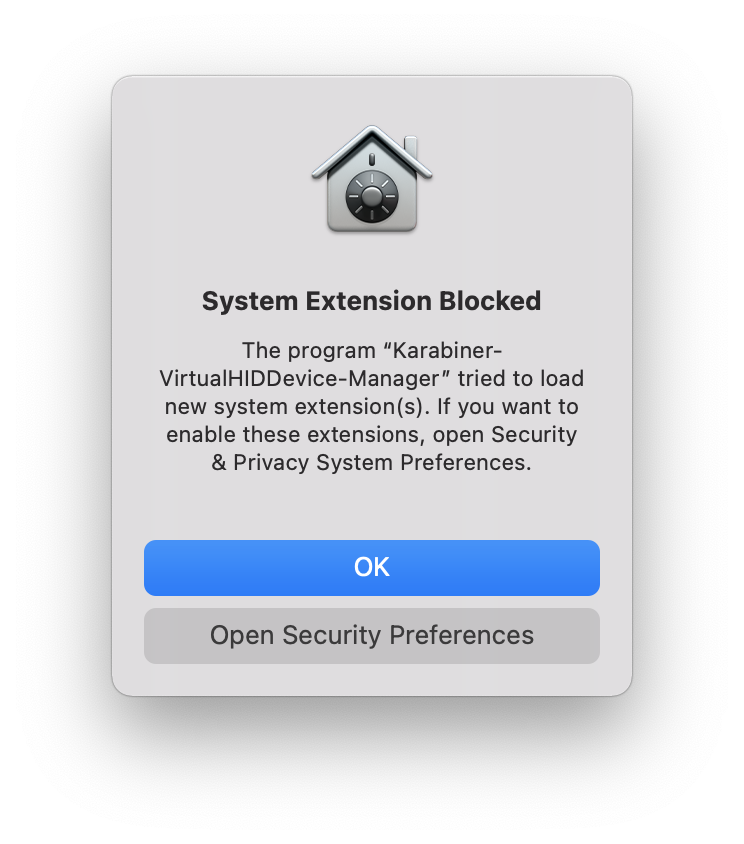 System Extension Blocked
The program “Karabiner-
VirtualHIDDevice-Manager” tried to load
new system extension(s). If you want to
enable these extensions, open Security
& Privacy System Preferences.
OK
Open Security Preferences